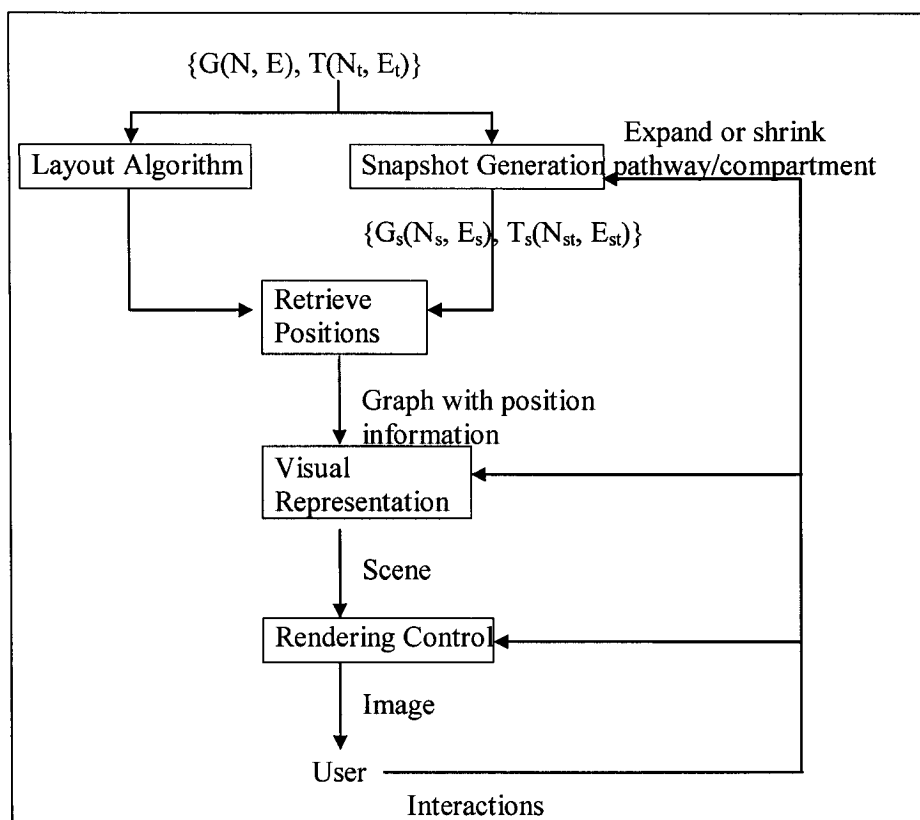 {G(N, E), T(Nₜ, Eₜ)}
Expand or shrink
Layout Algorithm
Snapshot Generation pathway/compartment
{Gₛ(Nₛ, Eₛ), Tₛ(Nₛₜ, Eₛₜ)}
Retrieve
Positions
Graph with position
information
Visual
Representation
Scene
Rendering Control
Image
User
Interactions